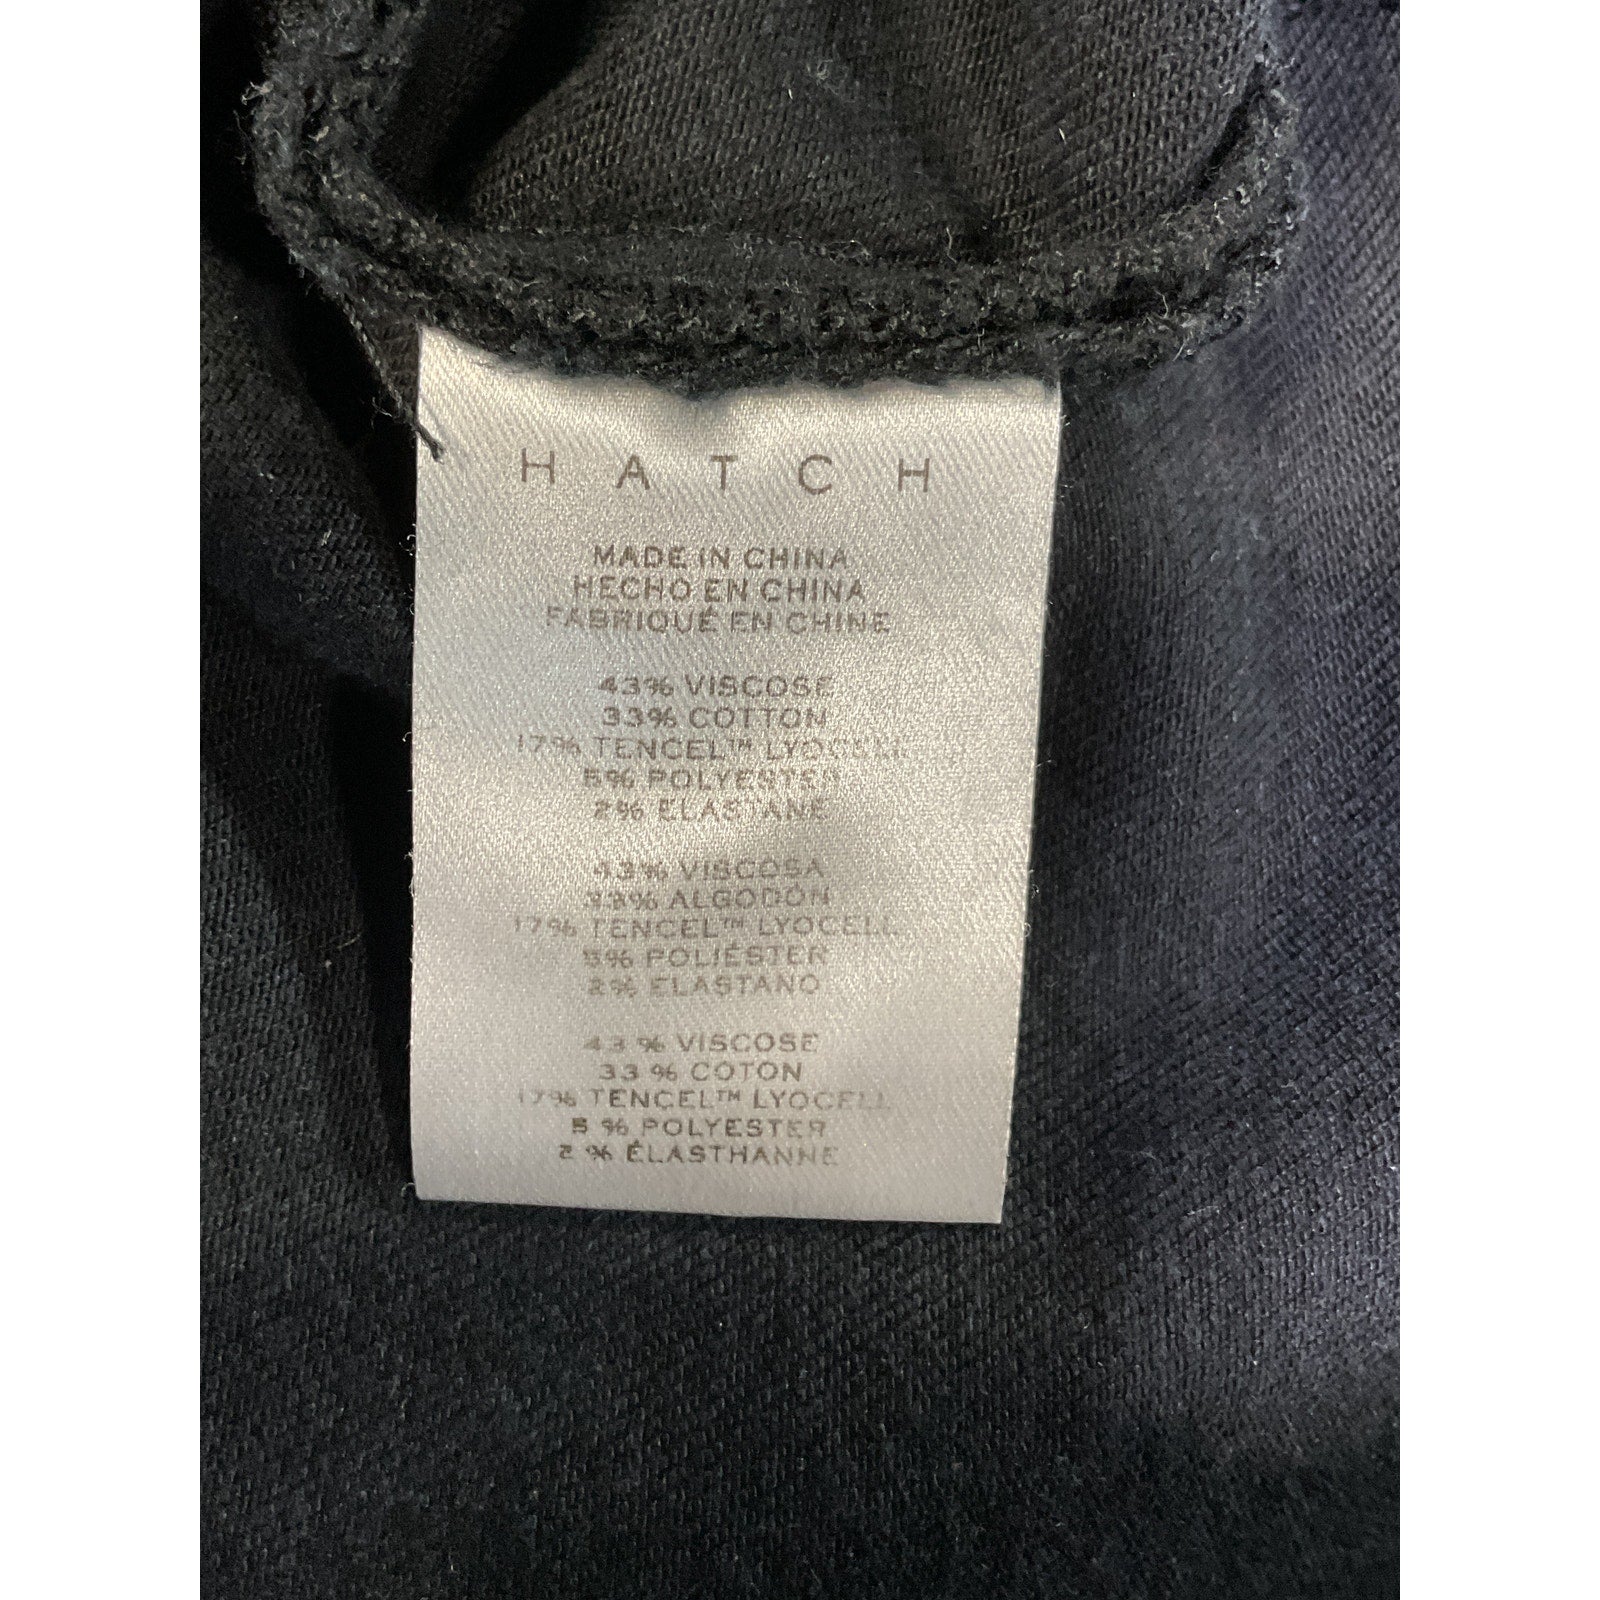 HATCH
MADE IN CHINA
HECHO EN CHINA
FABRIQUÉ EN CHINE
43% VISCOSE
33% COTTON
17% TENCEL™ LYOCELL
5% POLYESTER
2% ELASTANE
43% VISCOSA
33% ALGODÓN
17% TENCEL™ LYOCELL
5% POLIÉSTER
2% ELASTANO
43 % VISCOSE
33 % COTON
17% TENCEL™ LYOCELL
5 % POLYESTER
2 % ÉLASTHANNE